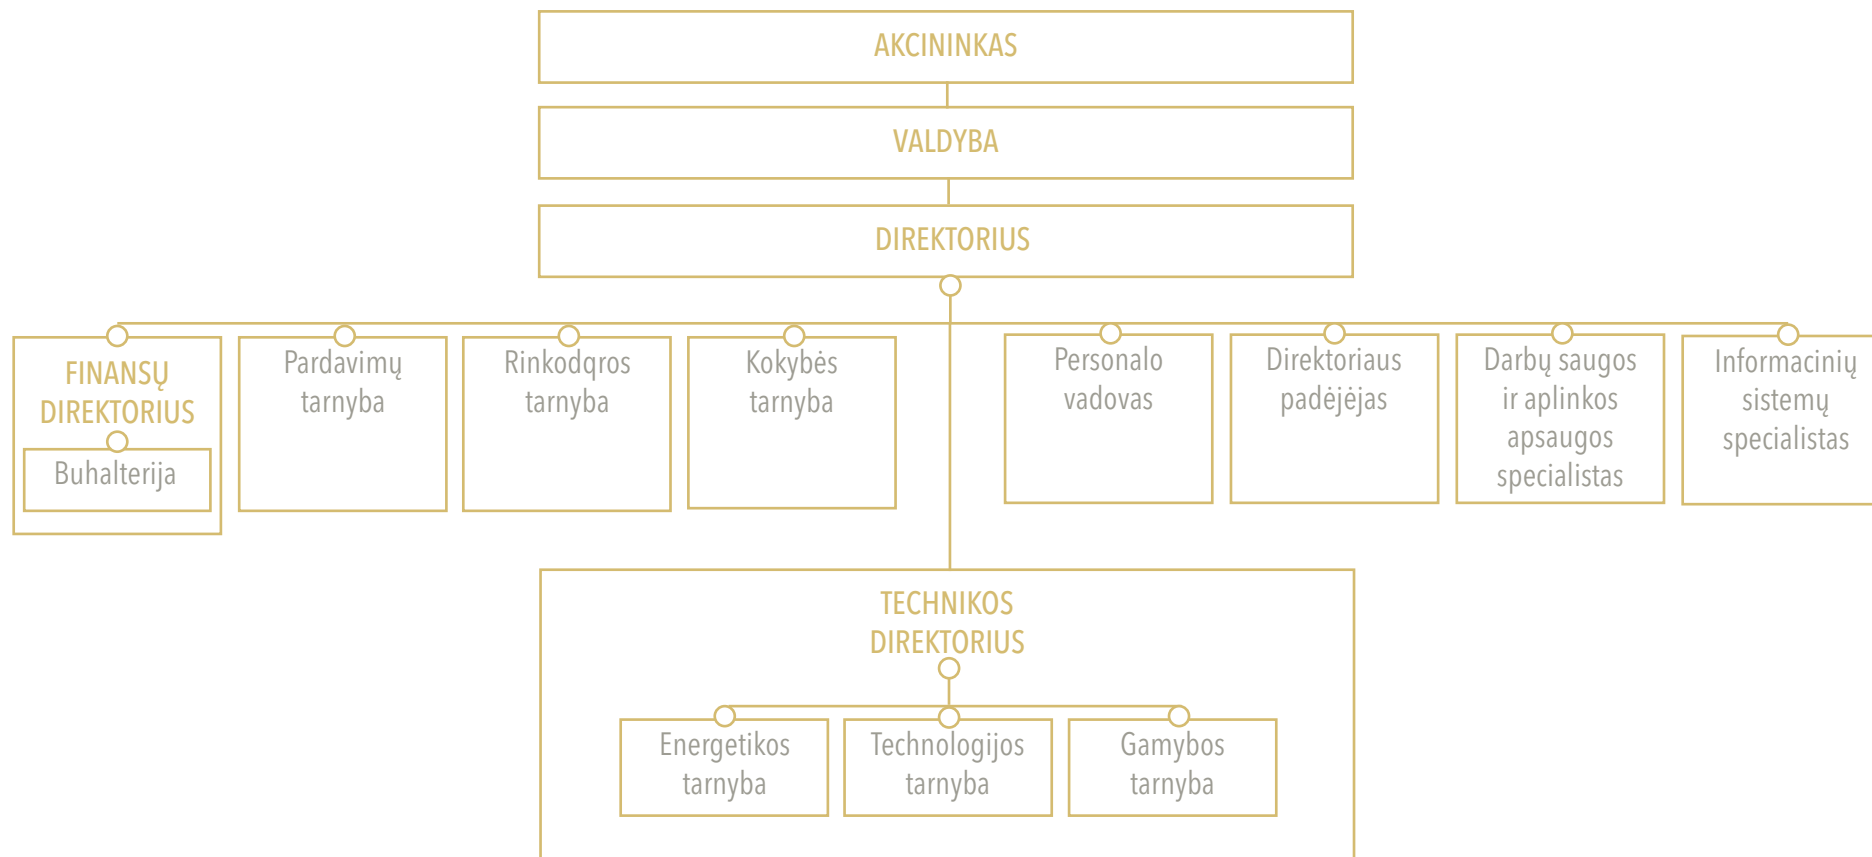 AKCININKAS
VALDYBA
DIREKTORIUS
FINANSŲ
DIREKTORIUS
Buhalterija
Pardavimų
tarnyba
Rinkodqros
tarnyba
Kokybės
tarnyba
Personalo
vadovas
Direktoriaus
padėjėjas
Darbų saugos
ir aplinkos
apsaugos
specialistas
Informacinių
sistemų
specialistas
TECHNIKOS
DIREKTORIUS
Energetikos
tarnyba
Technologijos
tarnyba
Gamybos
tarnyba